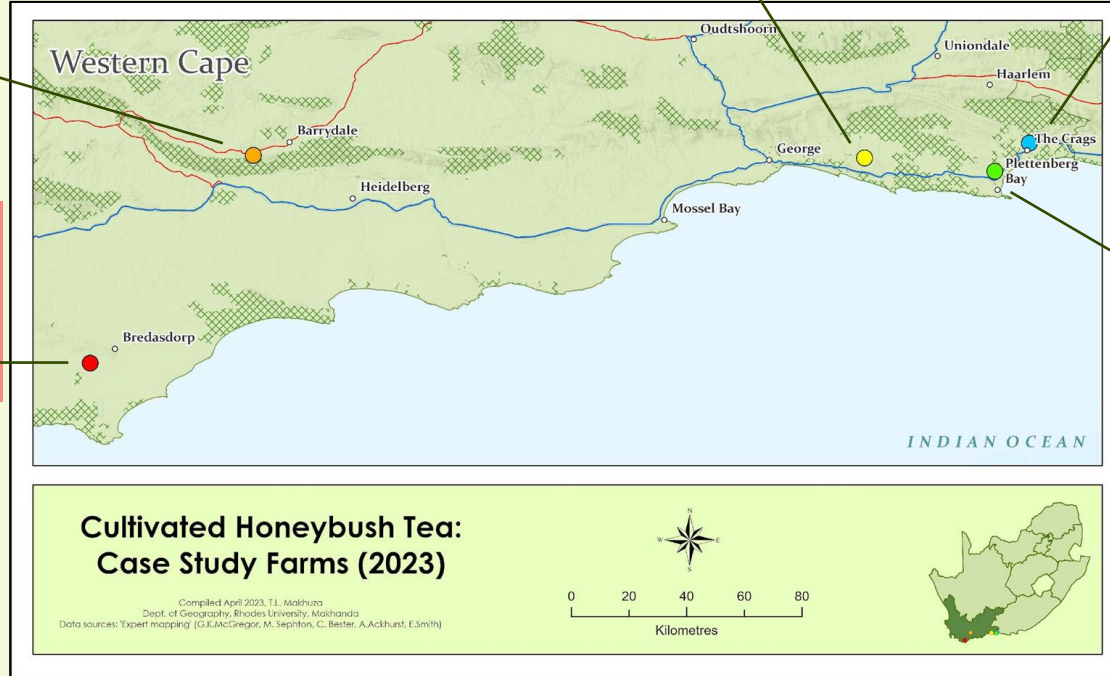 Western Cape
Oudtshoorn
Uniondale
Haarlem
Barrydale
The Crags
George
Plettenberg
Bay
Heidelberg
Mossel Bay
Bredasdorp
INDIAN OCEAN
Cultivated Honeybush Tea:
Case Study Farms (2023)
Compiled April 2023, T.L. Makhuza
Dept. of Geography, Rhodes University, Makhanda
Data sources: 'Expert mapping' (G.K.McGregor, M. Sephton, C. Bester, A.Ackhurst, E.Smith)
N
W E
S
0 20 40 60 80
Kilometres